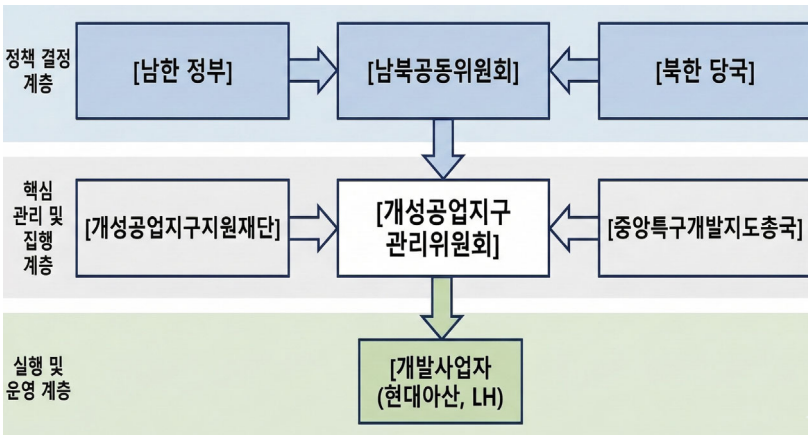 정책 결정
계층
[남한 정부]
[남북공동위원회]
[북한 당국]
핵심
관리 및
집행
계층
[개성공업지구지원재단]
[개성공업지구
관리위원회]
[중앙특구개발지도총국]
실행 및
운영 계층
[개발사업자
(현대아산, LH)